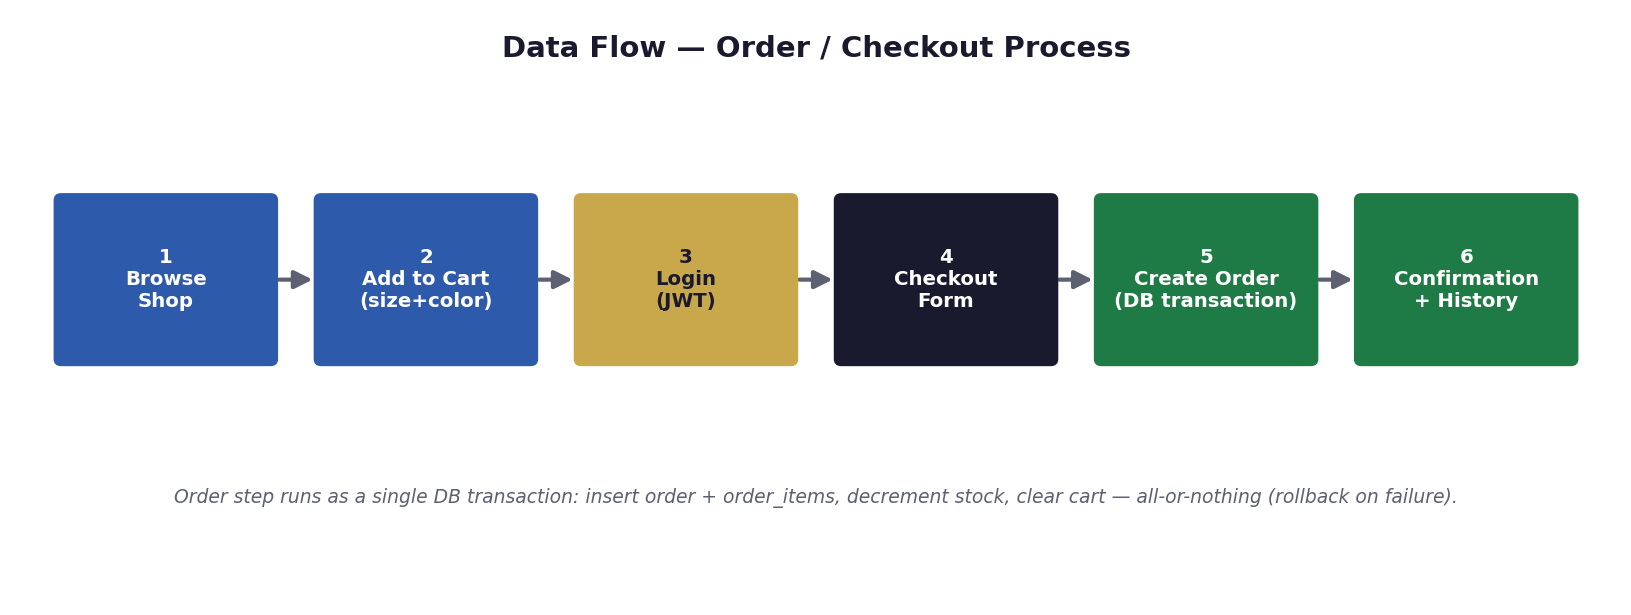 Data Flow — Order / Checkout Process
1
Browse
Shop
2
Add to Cart
(size+color)
3
Login
(JWT)
4
Checkout
Form
5
Create Order
(DB transaction)
6
Confirmation
+ History
Order step runs as a single DB transaction: insert order + order_items, decrement stock, clear cart — all-or-nothing (rollback on failure).